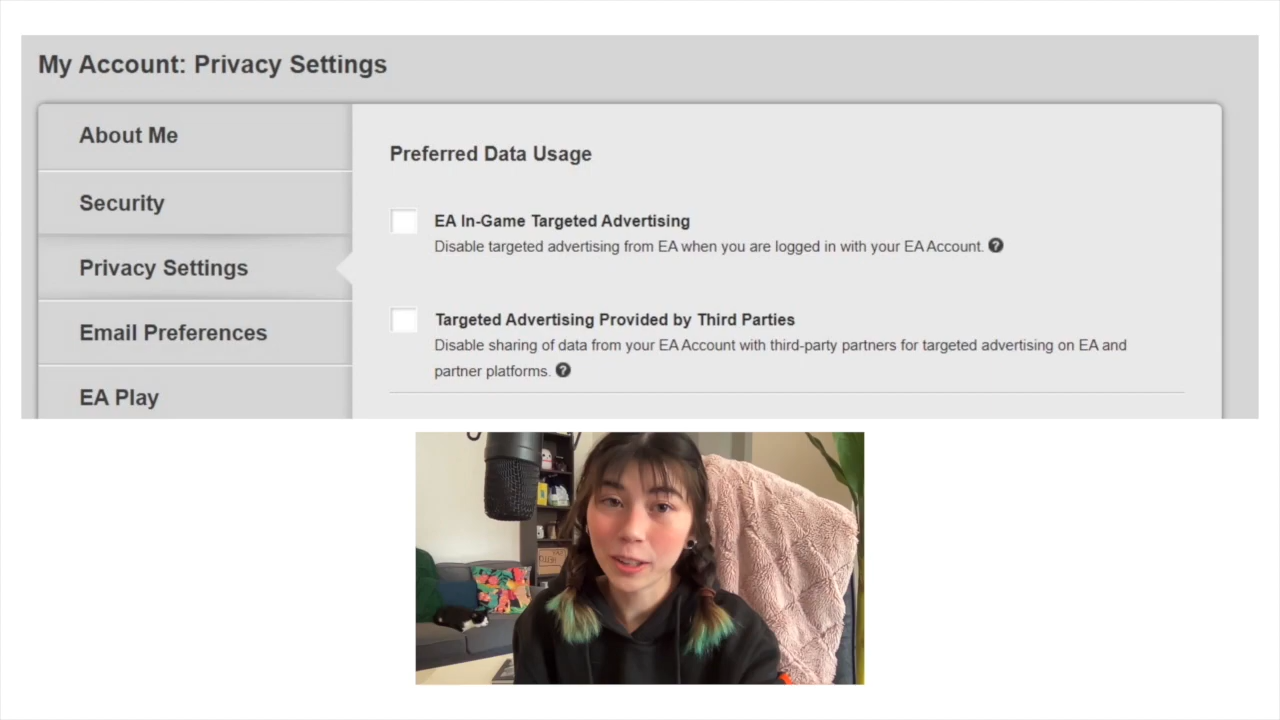 My Account: Privacy Settings
About Me
Security
Privacy Settings
Email Preferences
EA Play
Preferred Data Usage
EA In-Game Targeted Advertising
Disable targeted advertising from EA when you are logged in with your EA Account. ?
Targeted Advertising Provided by Third Parties
Disable sharing of data from your EA Account with third-party partners for targeted advertising on EA and
partner platforms. ?